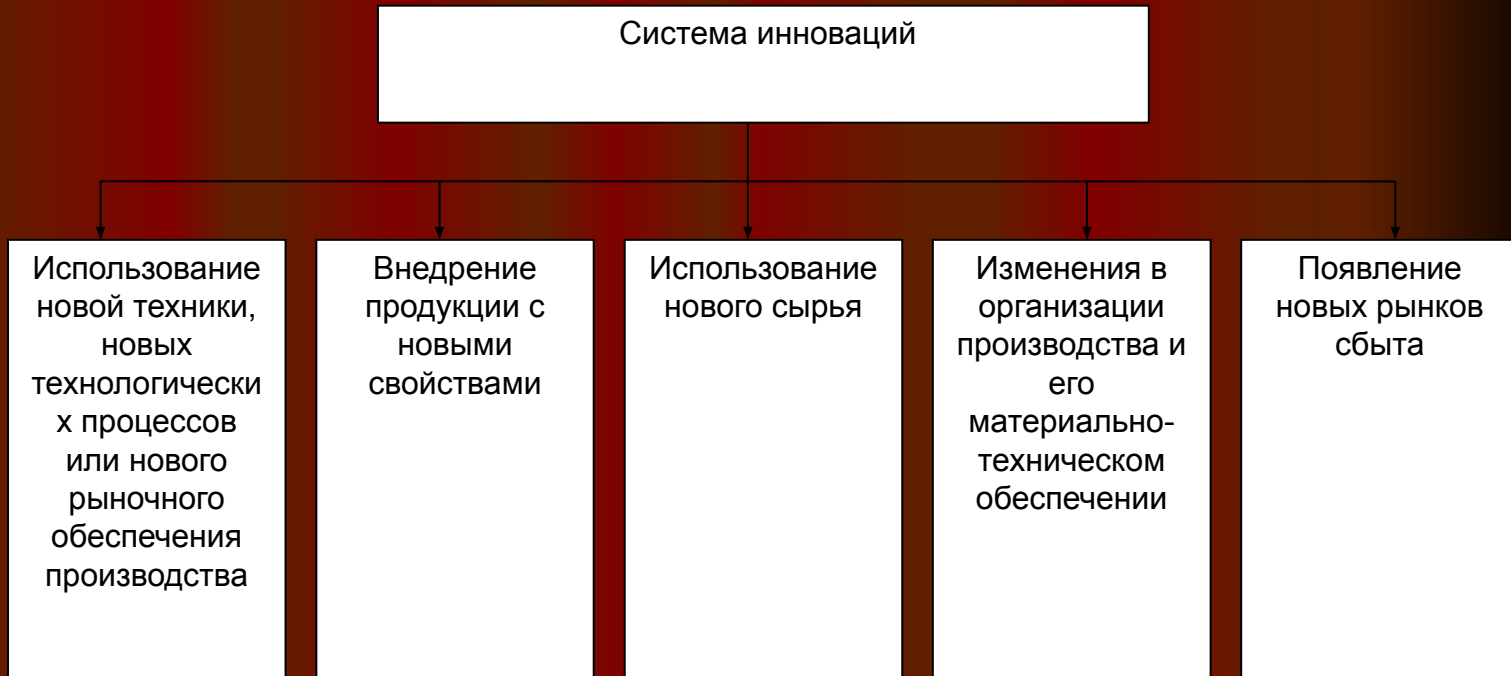 Система инноваций
Использование
новой техники,
новых
технологически
х процессов
или нового
рыночного
обеспечения
производства
Внедрение
продукции с
новыми
свойствами
Использование
нового сырья
Изменения в
организации
производства и
его
материально-
техническом
обеспечении
Появление
новых рынков
сбыта